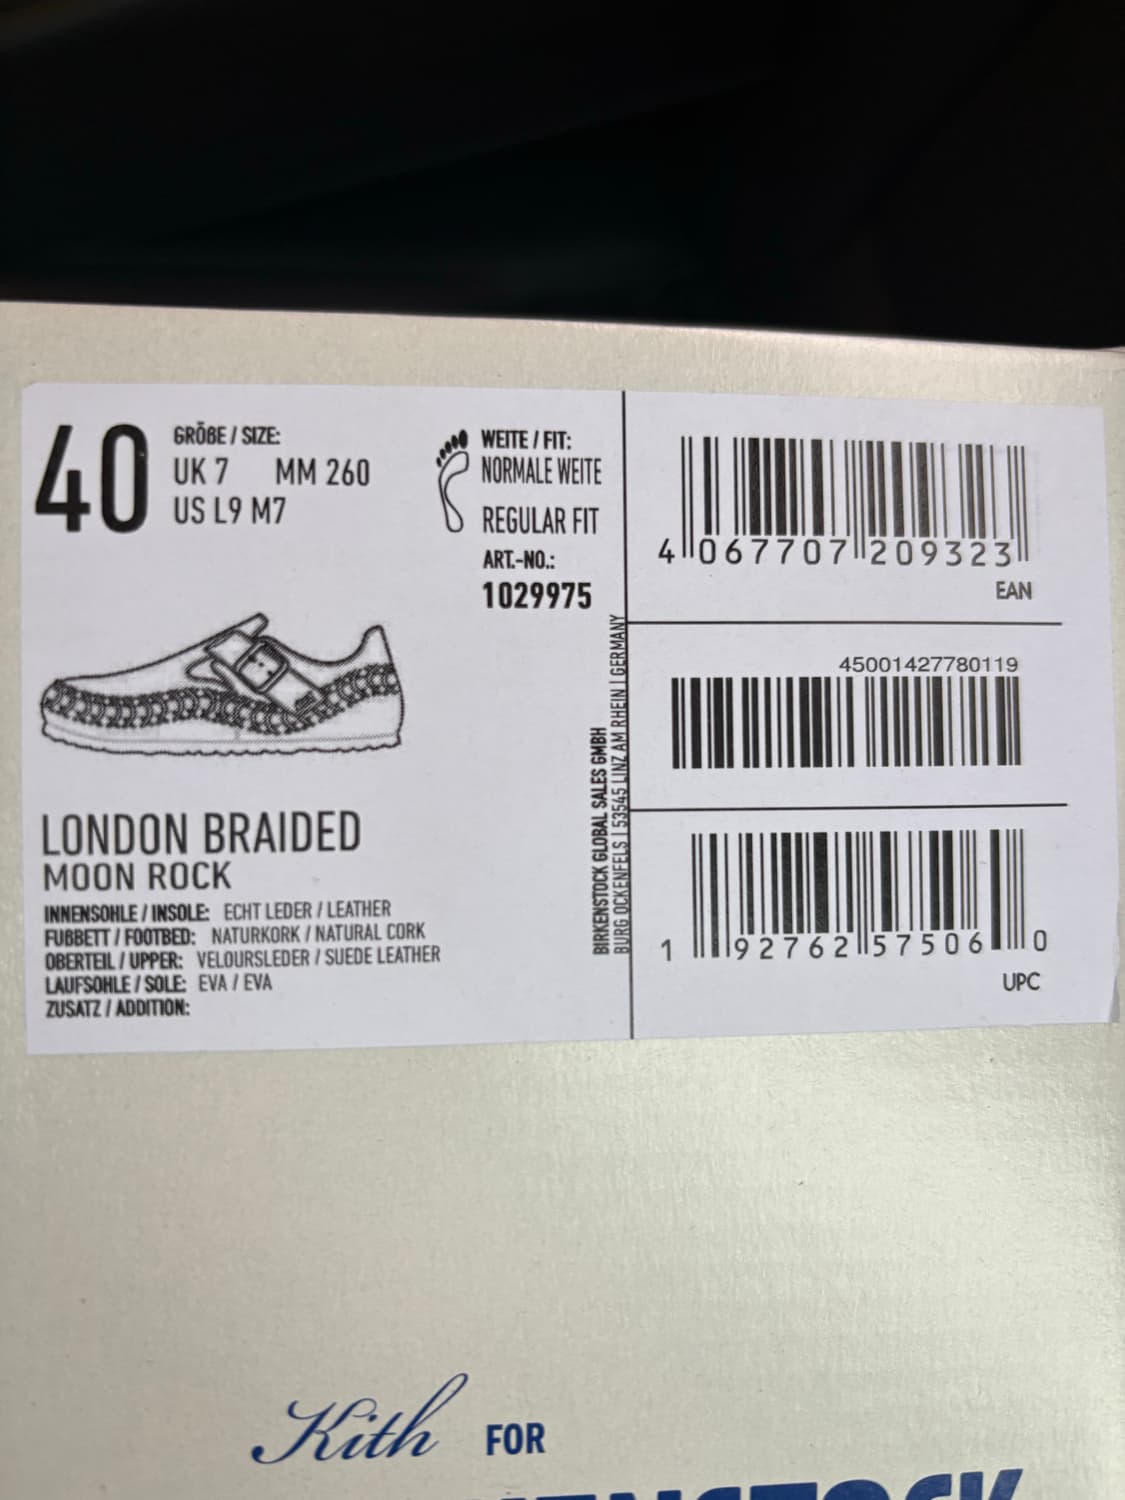 40
GRÖßE / SIZE:
UK 7 MM 260
US L9 M7
WEITE / FIT:
NORMALE WEITE
REGULAR FIT
ART.-NO.:
1029975
LONDON BRAIDED
MOON ROCK
INNENSOHLE / INSOLE: ECHT LEDER / LEATHER
FUßBETT / FOOTBED: NATURKORK / NATURAL CORK
OBERTEIL / UPPER: VELOURSLEDER / SUEDE LEATHER
LAUFSOHLE / SOLE: EVA / EVA
ZUSATZ / ADDITION:
BIRKENSTOCK GLOBAL SALES GMBH
BURG OCKENFELS | 53545 LINZ AM RHEIN | GERMANY
4 067707 209323
EAN
45001427780119
1 92762 57506 0
UPC
Kith FOR